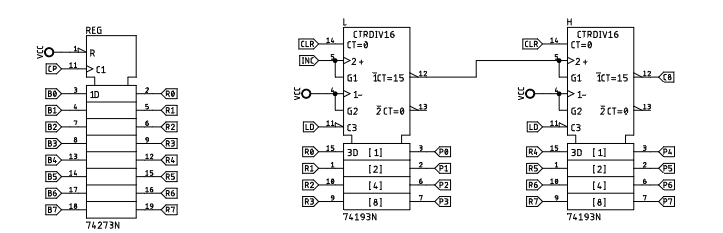 REG
VCC 1 R
CP 11 C1
B0 3 1D 2 R0
B1 4 5 R1
B2 7 6 R2
B3 8 9 R3
B4 13 12 R4
B5 14 15 R5
B6 17 16 R6
B7 18 19 R7
74273N
L
CTRDIV16
CLR 14 CT=0
INC 5 2+
G1 1CT=15 12
VCC 4 1-
G2 2CT=0 13
LD 11 C3
R0 15 3D [1] 3 P0
R1 1 [2] 2 P1
R2 10 [4] 6 P2
R3 9 [8] 7 P3
74193N
H
CTRDIV16
CLR 14 CT=0
5 2+
G1 1CT=15 12 C8
VCC 4 1-
G2 2CT=0 13
LD 11 C3
R4 15 3D [1] 3 P4
R5 1 [2] 2 P5
R6 10 [4] 6 P6
R7 9 [8] 7 P7
74193N